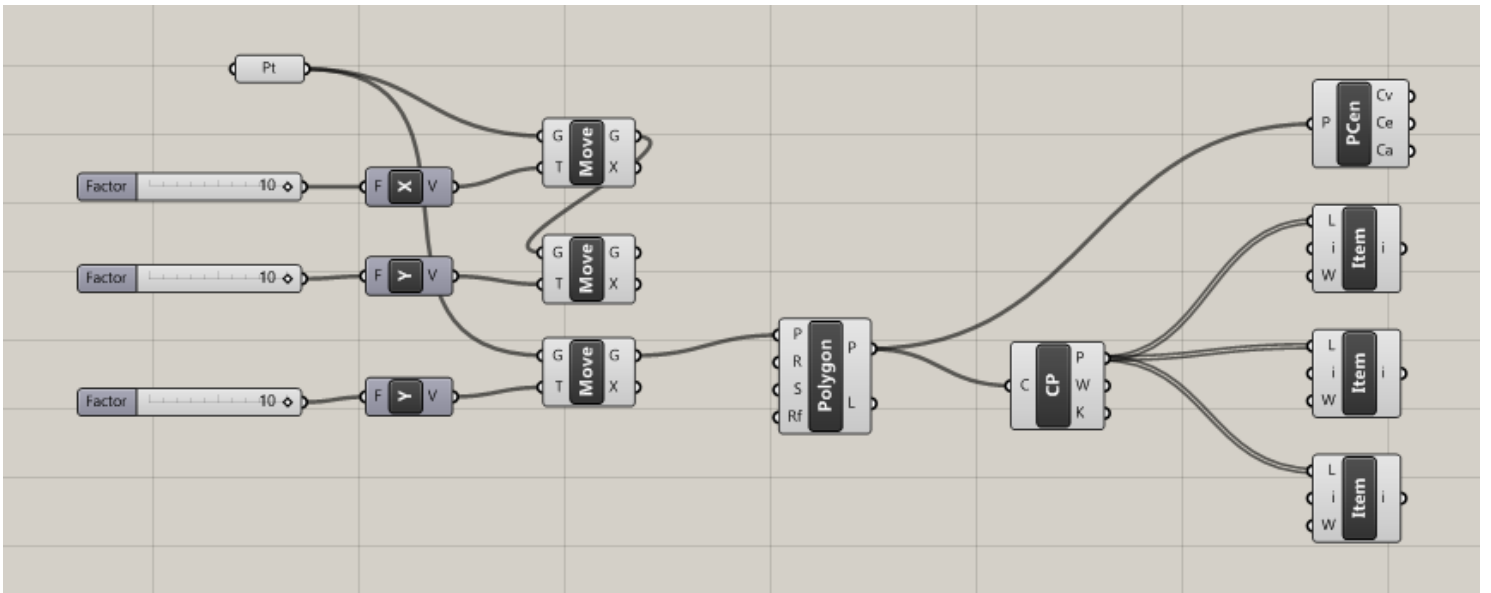 Pt
Factor 10
F X V
G Move G
T X
Factor 10
F Y V
G Move G
T X
Factor 10
F Y V
G Move G
T X
P Polygon P
R
S L
Rf
C CP P
W
K
P PCen Cv
Ce
Ca
L Item i
i
W
L Item i
i
W
L Item i
i
W